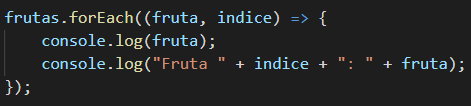 frutas.forEach((fruta, indice) => {
    console.log(fruta);
    console.log("Fruta " + indice + ": " + fruta);
});